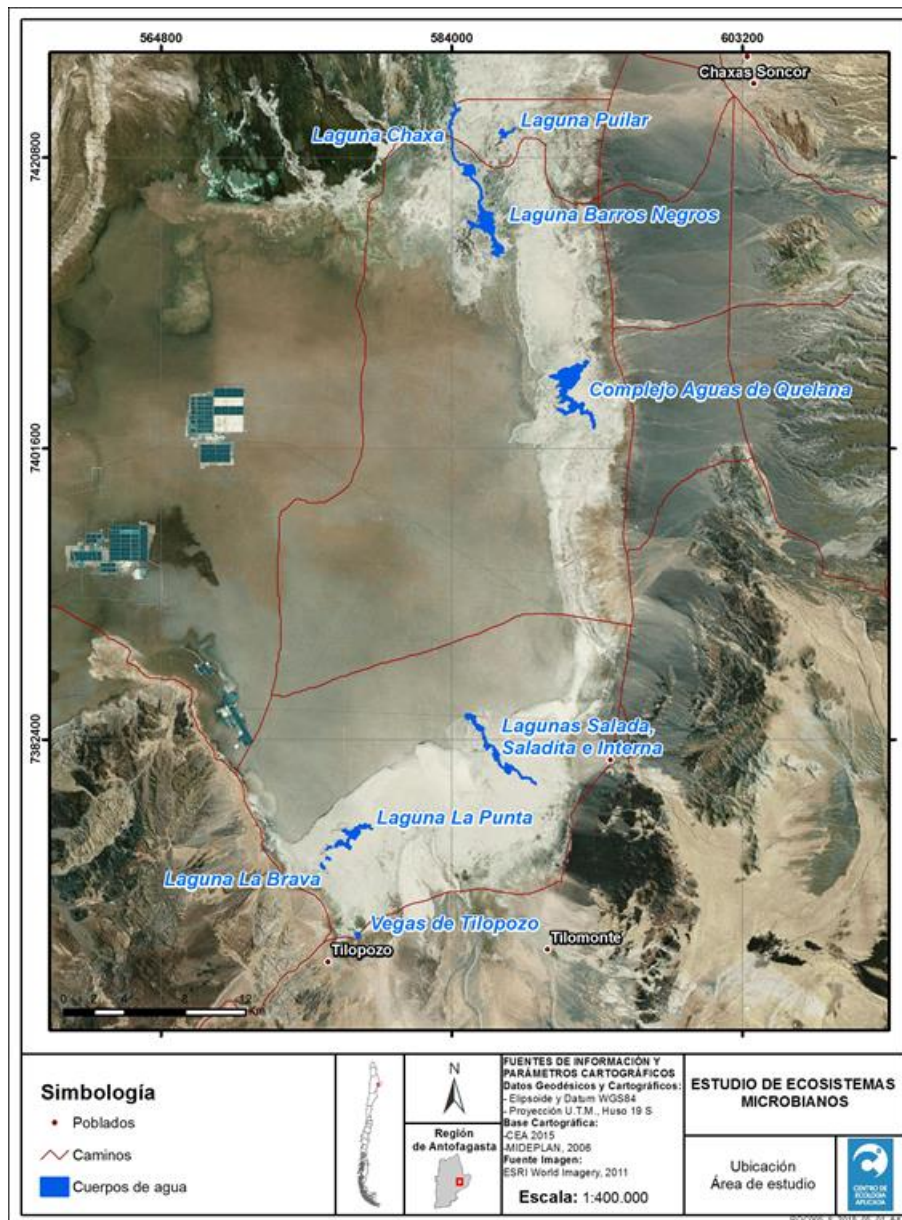 564800
584000
603200
Chaxas Soncor
Laguna Chaxa
Laguna Puilar
7420800
Laguna Barros Negros
Complejo Aguas de Quelana
7401600
Lagunas Salada,
Saladita e Interna
7382400
Laguna La Punta
Laguna La Brava
Vegas de Tilopozo
Tilopozo
Tilomonte
0 2 4 8 12
Km
Simbología
Poblados
Caminos
Cuerpos de agua
N
Región
de Antofagasta
FUENTES DE INFORMACIÓN Y
PARÁMETROS CARTOGRÁFICOS
Datos Geodésicos y Cartográficos:
- Elipsoide y Datum WGS84
- Proyección U.T.M., Huso 19 S
Base Cartográfica:
-CEA 2015
-MIDEPLAN, 2006
Fuente Imagen:
ESRI World Imagery, 2011
Escala: 1:400.000
ESTUDIO DE ECOSISTEMAS
MICROBIANOS
Ubicación
Área de estudio
CENTRO DE
ECOLOGÍA
APLICADA